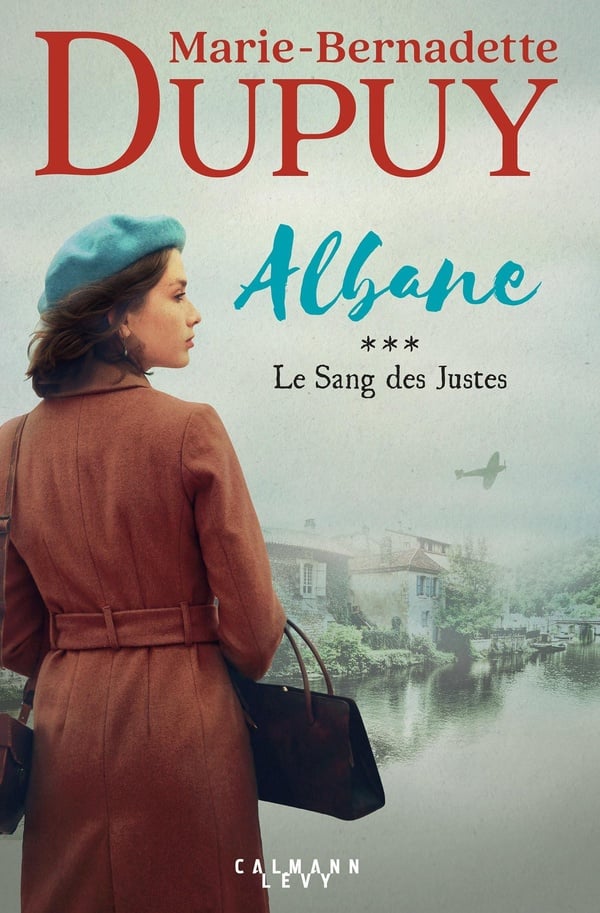 Marie-Bernadette
DUPUY
Albane
***
Le Sang des Justes
CALMANN
LEVY